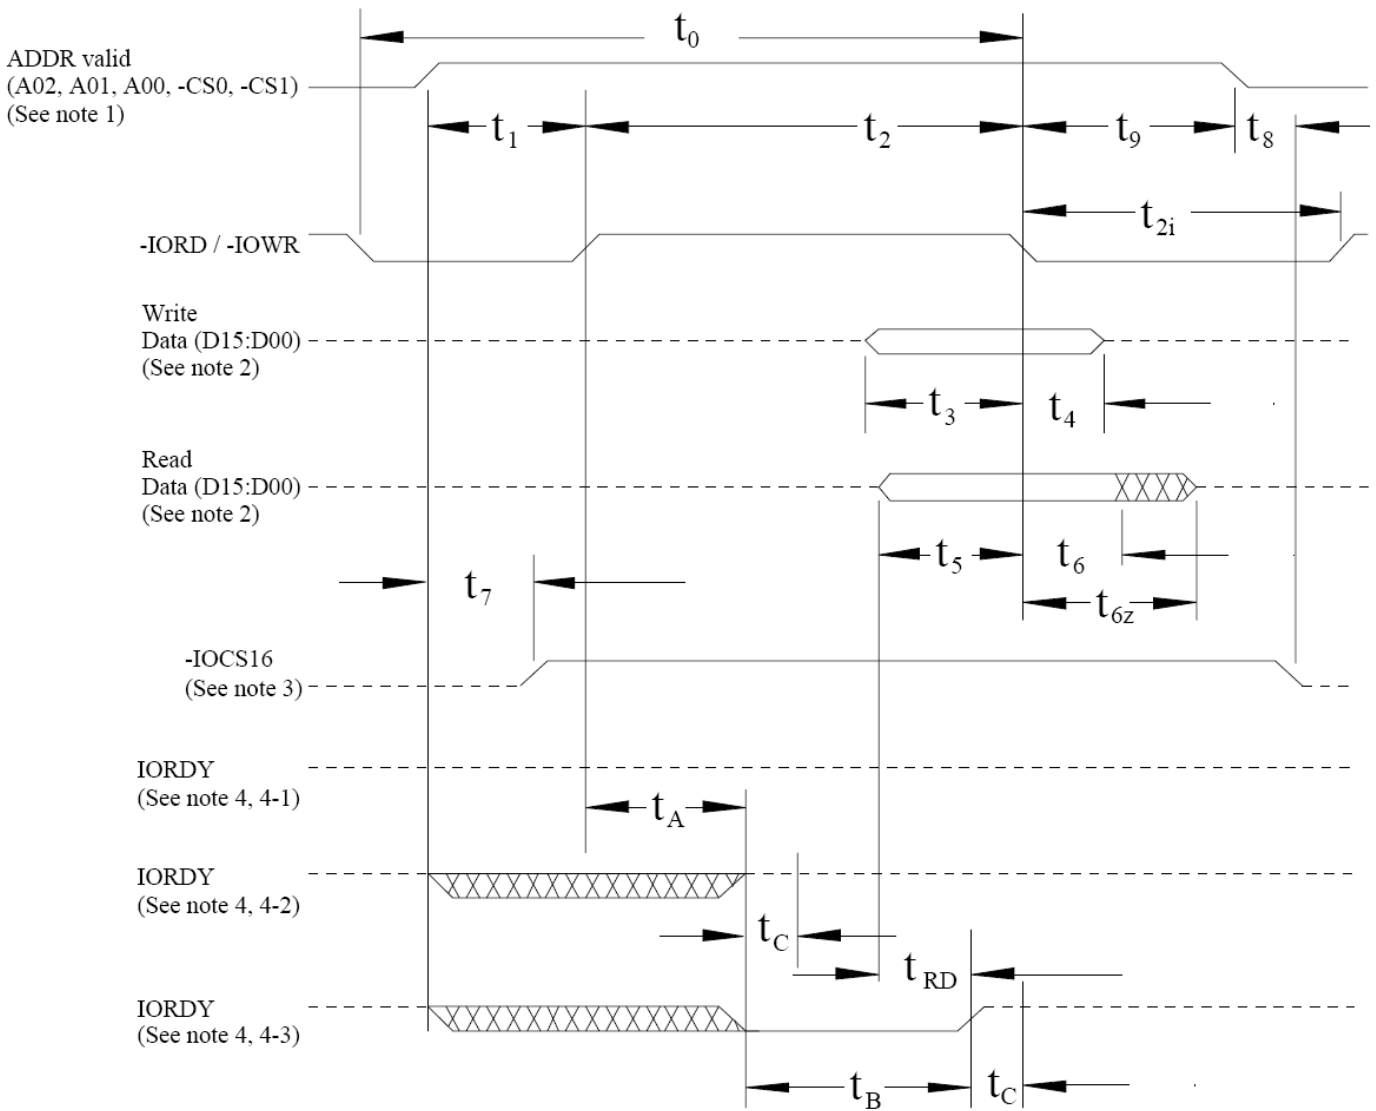 t0
ADDR valid
(A02, A01, A00, -CS0, -CS1)
(See note 1)
t1
t2
t9
t8
t2i
-IORD / -IOWR
Write
Data (D15:D00)
(See note 2)
t3
t4
Read
Data (D15:D00)
(See note 2)
t5
t6
t7
t6z
-IOCS16
(See note 3)
IORDY
(See note 4, 4-1)
tA
IORDY
(See note 4, 4-2)
tC
tRD
IORDY
(See note 4, 4-3)
tB
tC